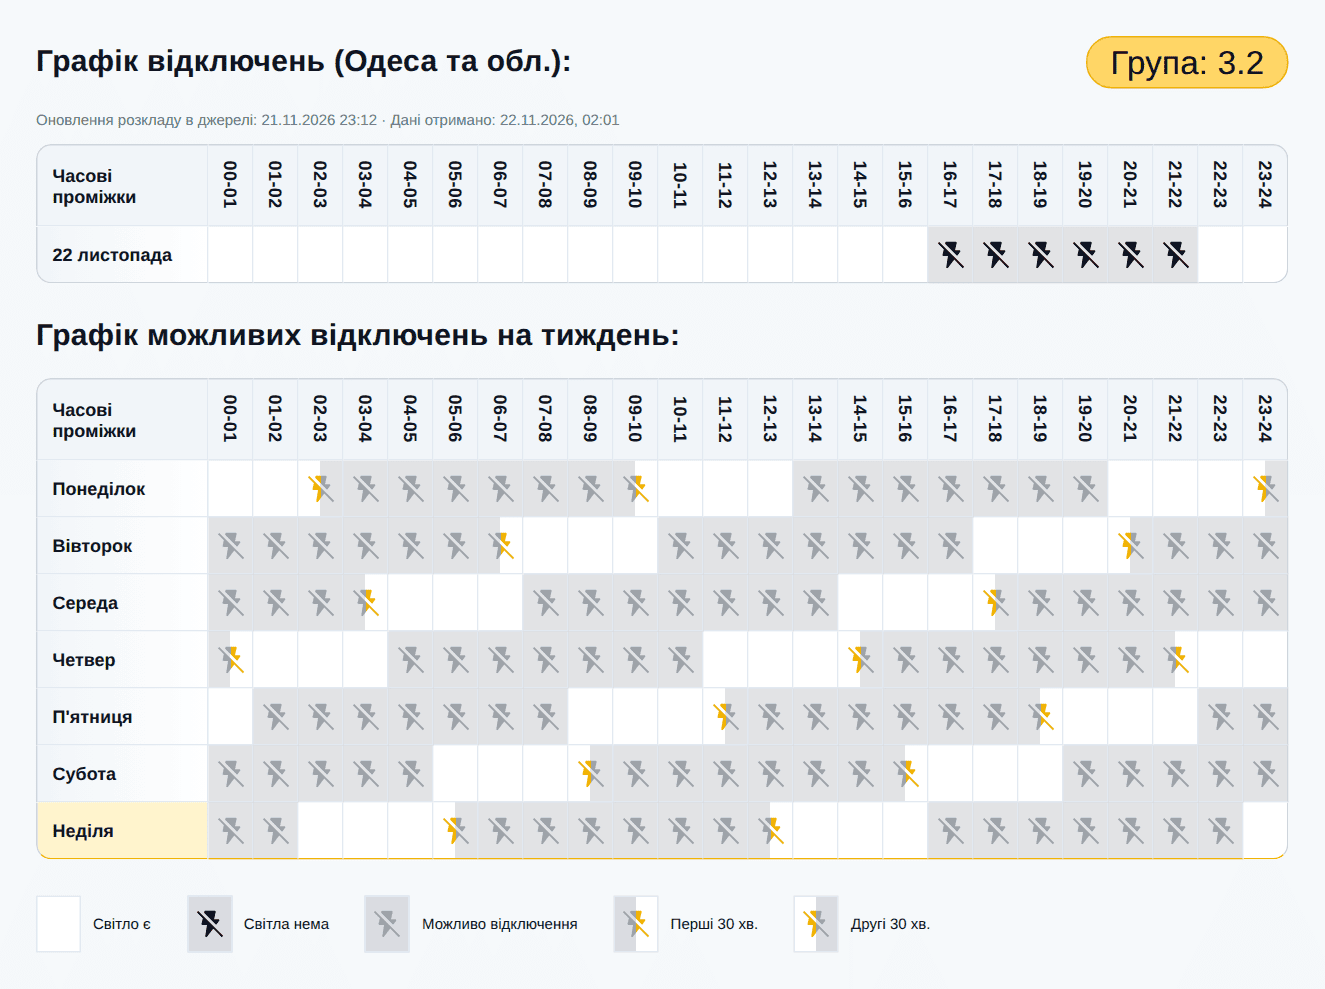 Графік відключень (Одеса та обл.):
Група: 3.2
Оновлення розкладу в джерелі: 21.11.2026 23:12 · Дані отримано: 22.11.2026, 02:01
Часові
проміжки
00-01 01-02 02-03 03-04 04-05 05-06 06-07 07-08 08-09 09-10 10-11 11-12 12-13 13-14 14-15 15-16 16-17 17-18 18-19 19-20 20-21 21-22 22-23 23-24
22 листопада
Графік можливих відключень на тиждень:
Часові
проміжки
00-01 01-02 02-03 03-04 04-05 05-06 06-07 07-08 08-09 09-10 10-11 11-12 12-13 13-14 14-15 15-16 16-17 17-18 18-19 19-20 20-21 21-22 22-23 23-24
Понеділок
Вівторок
Середа
Четвер
П'ятниця
Субота
Неділя
Світло є
Світла нема
Можливо відключення
Перші 30 хв.
Другі 30 хв.